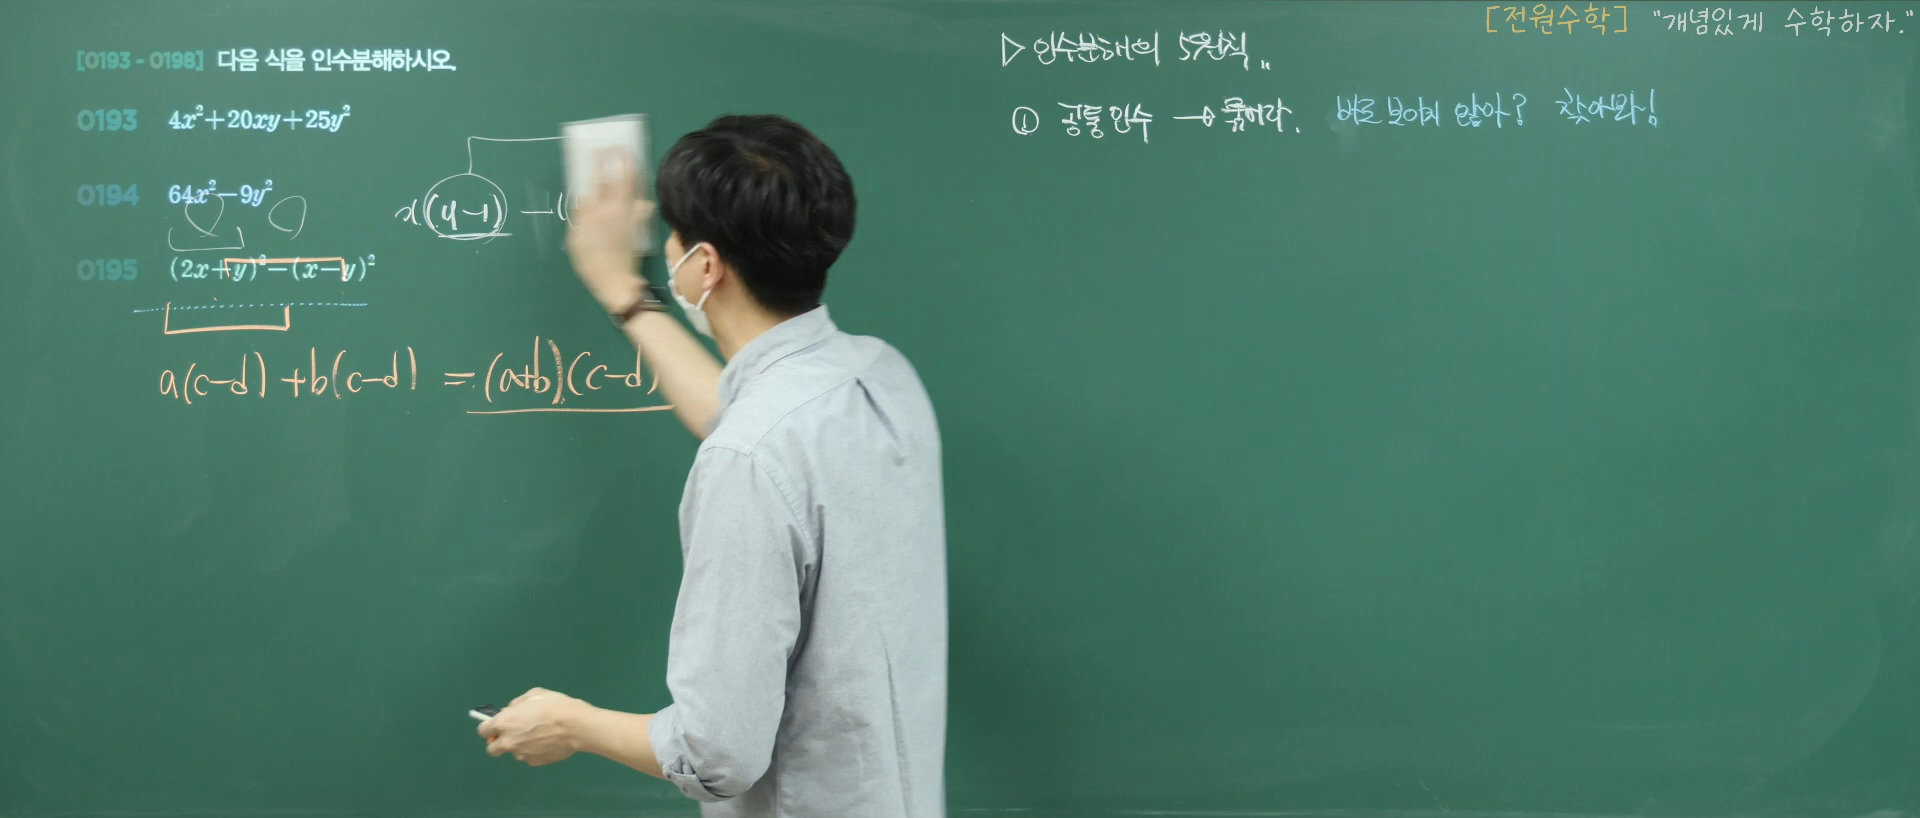 [0193 - 0198] 다음 식을 인수분해하시오.
0193 4x²+20xy+25y²
0194 64x²-9y²
x(y-1) -(
0195 (2x+y)²-(x-y)²
a(c-d)+b(c-d) = (a+b)(c-d)
[전원수학] "개념있게 수학하자."
▷ 인수분해의 5원칙.,
① 공통인수 → 묶어라. 바로 보이지 않아? 찾아봐!